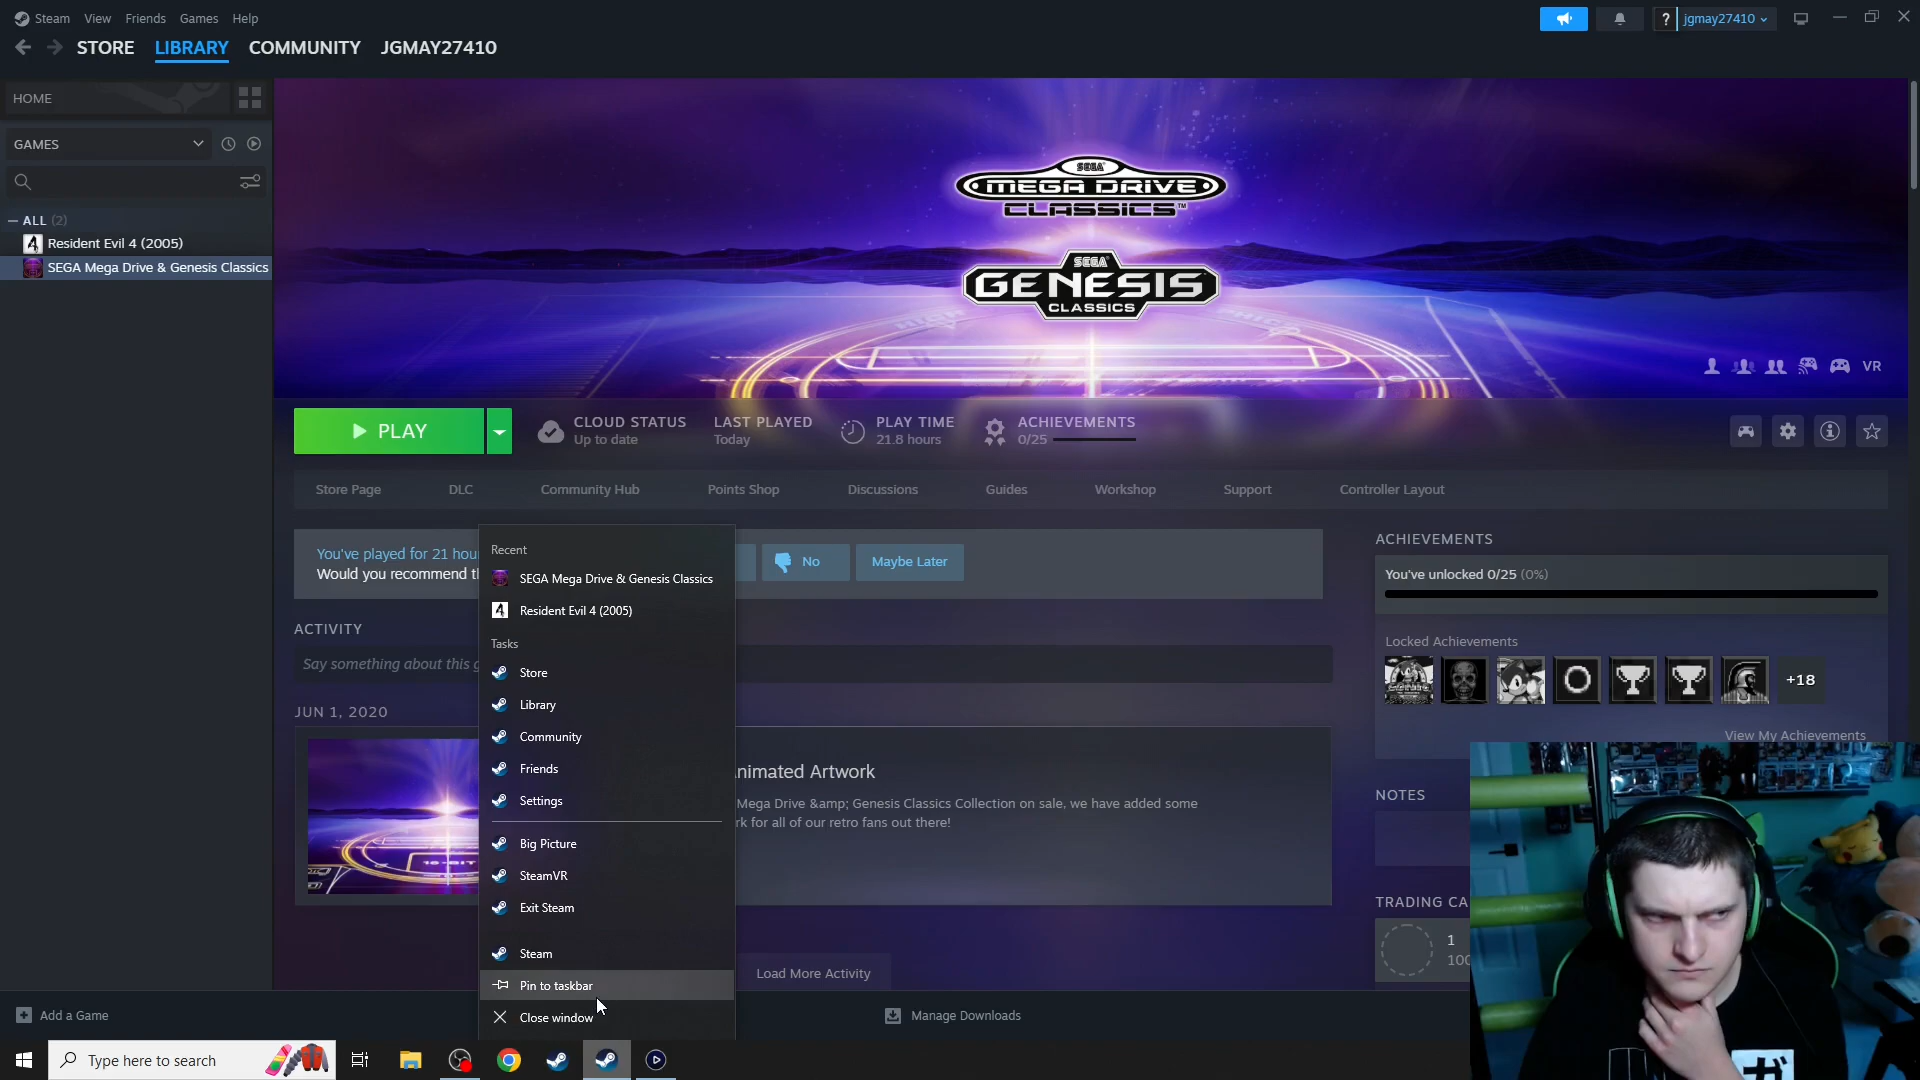 Steam View Friends Games Help
? jgmay27410
STORE LIBRARY COMMUNITY JGMAY27410
HOME
GAMES
ALL (2)
Resident Evil 4 (2005)
SEGA Mega Drive & Genesis Classics
SEGA
MEGA DRIVE
CLASSICS™
SEGA
GENESIS
CLASSICS
VR
PLAY
CLOUD STATUS
Up to date
LAST PLAYED
Today
PLAY TIME
21.8 hours
ACHIEVEMENTS
0/25
Store Page DLC Community Hub Points Shop Discussions Guides Workshop Support Controller Layout
You've played for 21 hou
Would you recommend t
No Maybe Later
ACTIVITY
Say something about this g
JUN 1, 2020
16-BIT
nimated Artwork
Mega Drive &amp; Genesis Classics Collection on sale, we have added some
rk for all of our retro fans out there!
Load More Activity
Recent
SEGA Mega Drive & Genesis Classics
Resident Evil 4 (2005)
Tasks
Store
Library
Community
Friends
Settings
Big Picture
SteamVR
Exit Steam
Steam
Pin to taskbar
Close window
ACHIEVEMENTS
You've unlocked 0/25 (0%)
Locked Achievements
+18
View My Achievements
NOTES
TRADING CA
1
100
Add a Game
Manage Downloads
Type here to search